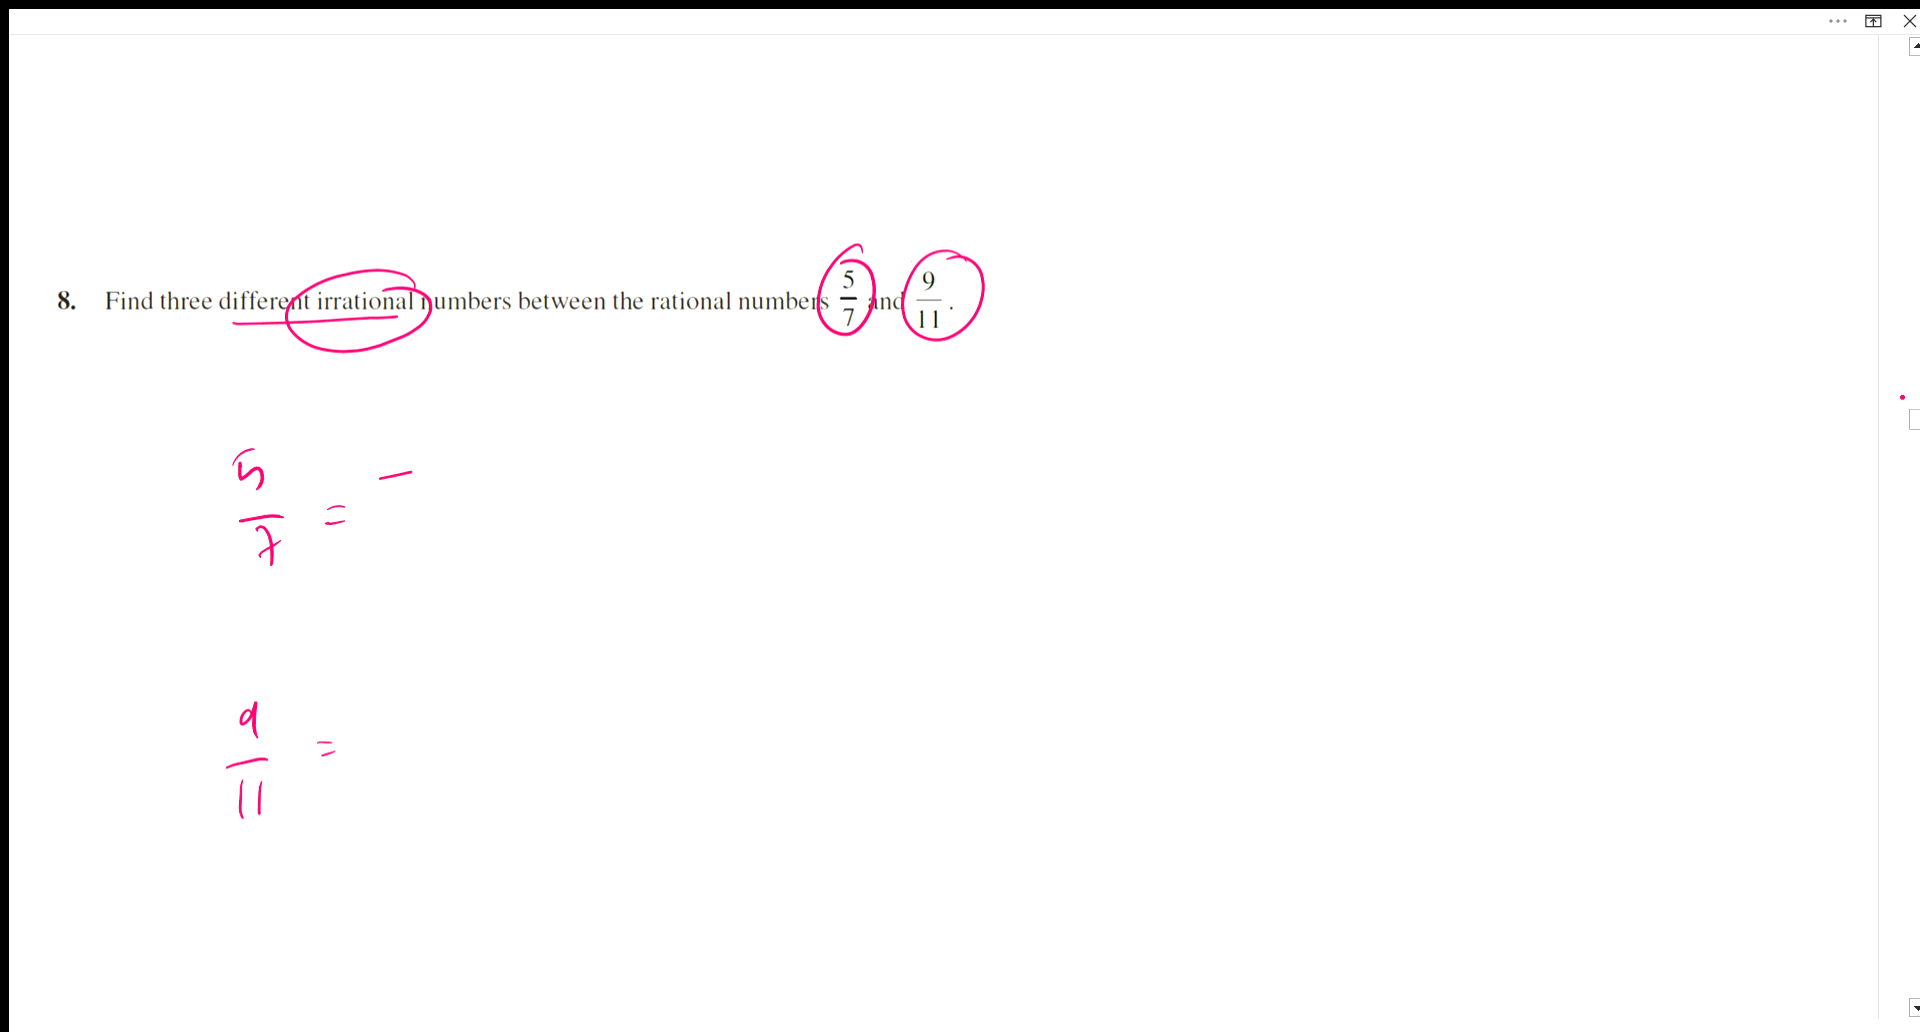 8. Find three different irrational numbers between the rational numbers 5/7 and 9/11.
5/7 =
9/11 =